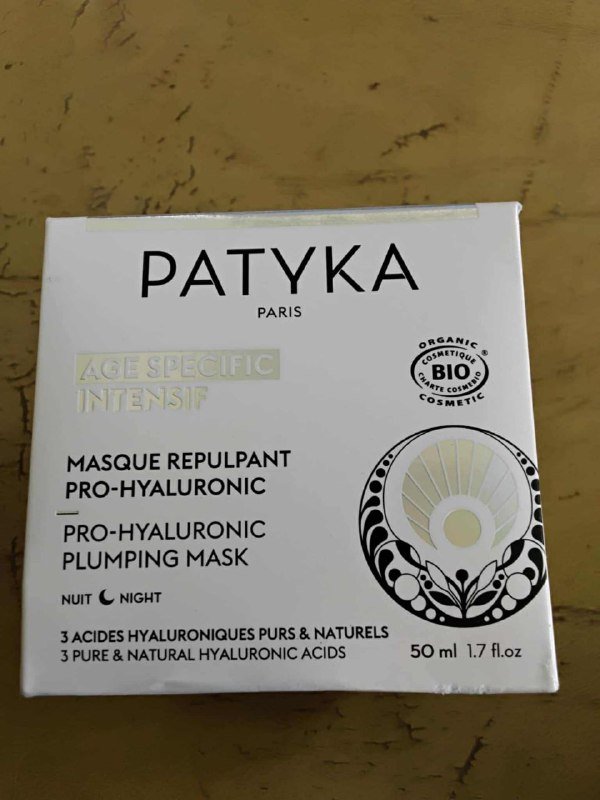 PATYKA
PARIS
AGE SPECIFIC
INTENSIF
ORGANIC
COSMETIQUE
BIO
CHARTE COSMEBIO
COSMETIC
®
MASQUE REPULPANT
PRO-HYALURONIC
PRO-HYALURONIC
PLUMPING MASK
NUIT NIGHT
3 ACIDES HYALURONIQUES PURS & NATURELS
3 PURE & NATURAL HYALURONIC ACIDS
50 ml 1.7 fl.oz